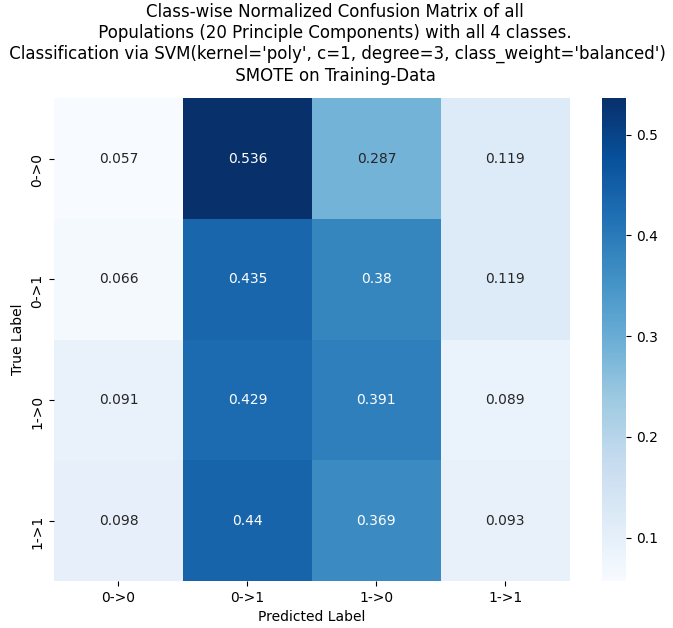 Class-wise Normalized Confusion Matrix of all
Populations (20 Principle Components) with all 4 classes.
Classification via SVM(kernel='poly', c=1, degree=3, class_weight='balanced')
SMOTE on Training-Data
True Label
0->0
0.057 0.536 0.287 0.119
0->1
0.066 0.435 0.38 0.119
1->0
0.091 0.429 0.391 0.089
1->1
0.098 0.44 0.369 0.093
0->0 0->1 1->0 1->1
Predicted Label
0.5
0.4
0.3
0.2
0.1